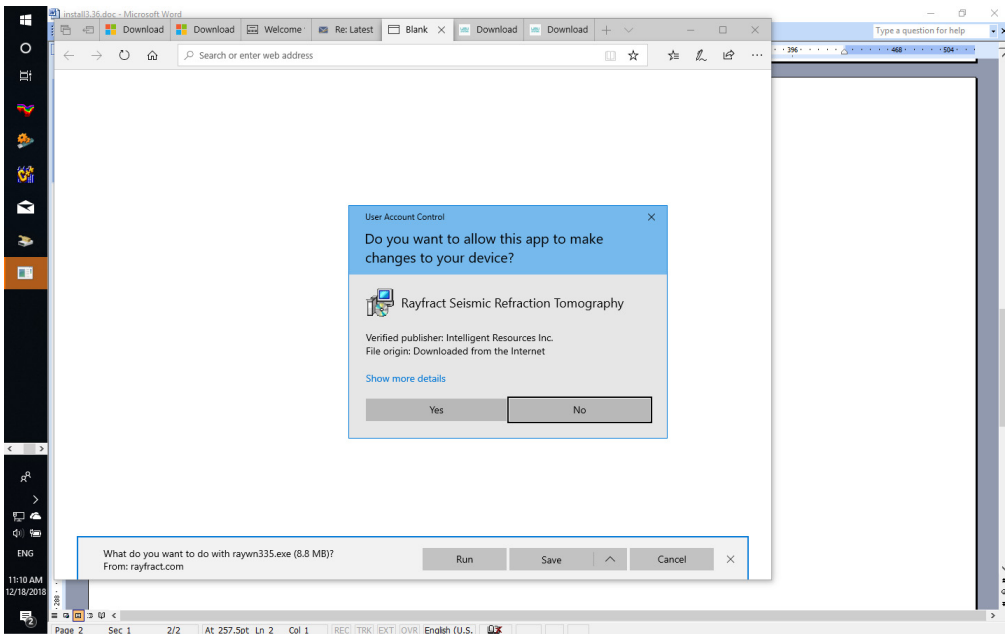 install3.36.doc - Microsoft Word
Download
Download
Welcome
Re: Latest
Blank
Download
Download
Type a question for help
Search or enter web address
396
468
504
User Account Control
Do you want to allow this app to make
changes to your device?
Rayfract Seismic Refraction Tomography
Verified publisher: Intelligent Resources Inc.
File origin: Downloaded from the Internet
Show more details
Yes
No
What do you want to do with raywn335.exe (8.8 MB)?
From: rayfract.com
Run
Save
Cancel
ENG
11:10 AM
12/18/2018
288
2
Page 2
Sec 1
2/2
At 257.5pt
Ln 2
Col 1
REC
TRK
EXT
OVR
English (U.S.